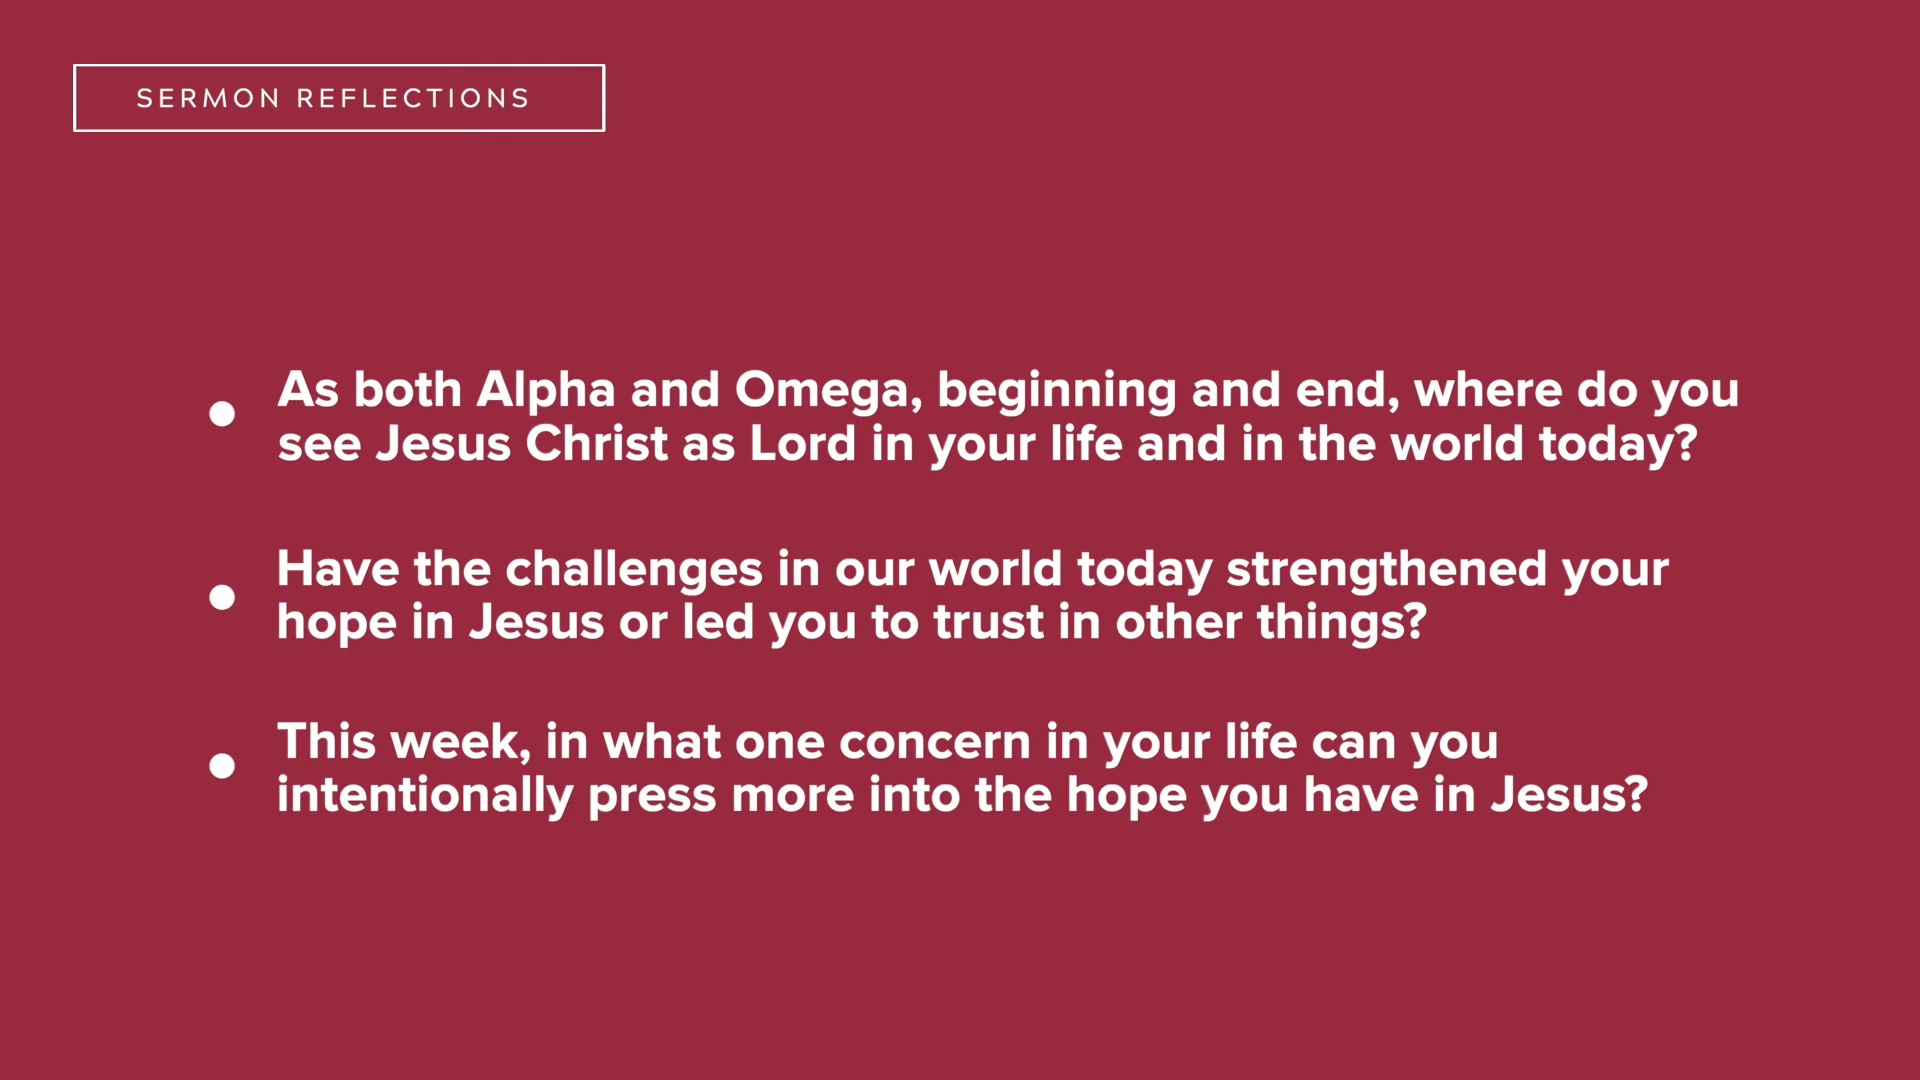 SERMON REFLECTIONS
As both Alpha and Omega, beginning and end, where do you
see Jesus Christ as Lord in your life and in the world today?
Have the challenges in our world today strengthened your
hope in Jesus or led you to trust in other things?
This week, in what one concern in your life can you
intentionally press more into the hope you have in Jesus?